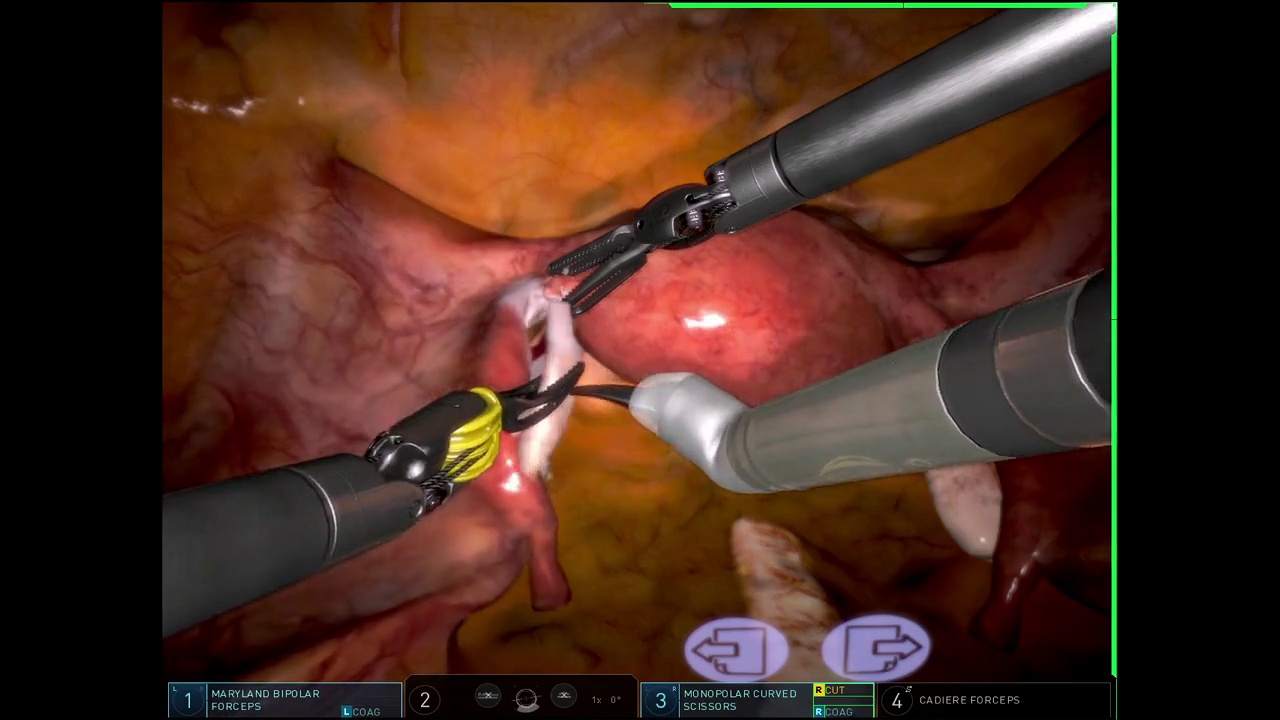 1 MARYLAND BIPOLAR
FORCEPS
L COAG
2
1x 0°
3 MONOPOLAR CURVED
SCISSORS
R CUT
R COAG
4 CADIERE FORCEPS